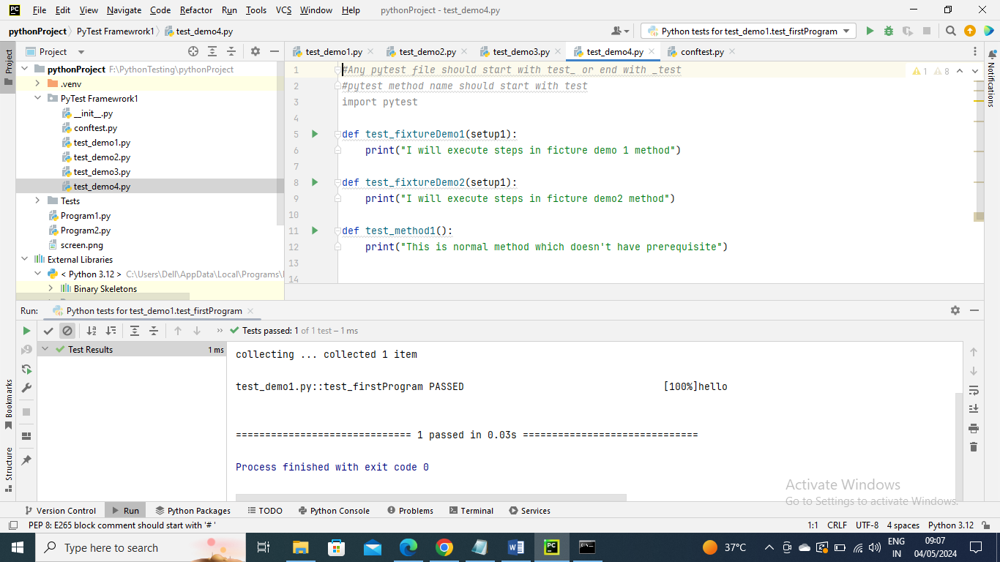 File Edit View Navigate Code Refactor Run Tools VCS Window Help pythonProject - test_demo4.py
pythonProject PyTest Framewrork1 test_demo4.py Python tests for test_demo1.test_firstProgram
Project
Project
test_demo1.py test_demo2.py test_demo3.py test_demo4.py conftest.py
Notifications
pythonProject F:\PythonTesting\pythonProject
.venv
PyTest Framewrork1
__init__.py
conftest.py
test_demo1.py
test_demo2.py
test_demo3.py
test_demo4.py
Tests
Program1.py
Program2.py
screen.png
External Libraries
< Python 3.12 > C:\Users\Dell\AppData\Local\Programs\
Binary Skeletons
1 #Any pytest file should start with test_ or end with _test 1 8
2 #pytest method name should start with test
3 import pytest
4
5 def test_fixtureDemo1(setup1):
6 print("I will execute steps in ficture demo 1 method")
7
8 def test_fixtureDemo2(setup1):
9 print("I will execute steps in ficture demo2 method")
10
11 def test_method1():
12 print("This is normal method which doesn't have prerequisite")
13
14
Run: Python tests for test_demo1.test_firstProgram
Tests passed: 1 of 1 test – 1 ms
Test Results 1 ms
collecting ... collected 1 item
test_demo1.py::test_firstProgram PASSED [100%]hello
============================== 1 passed in 0.03s ==============================
Process finished with exit code 0
Bookmarks
Structure
Activate Windows
Go to Settings to activate Windows.
Version Control Run Python Packages TODO Python Console Problems Terminal Services
PEP 8: E265 block comment should start with '# ' 1:1 CRLF UTF-8 4 spaces Python 3.12
Type here to search 37°C ENG IN 09:07 04/05/2024